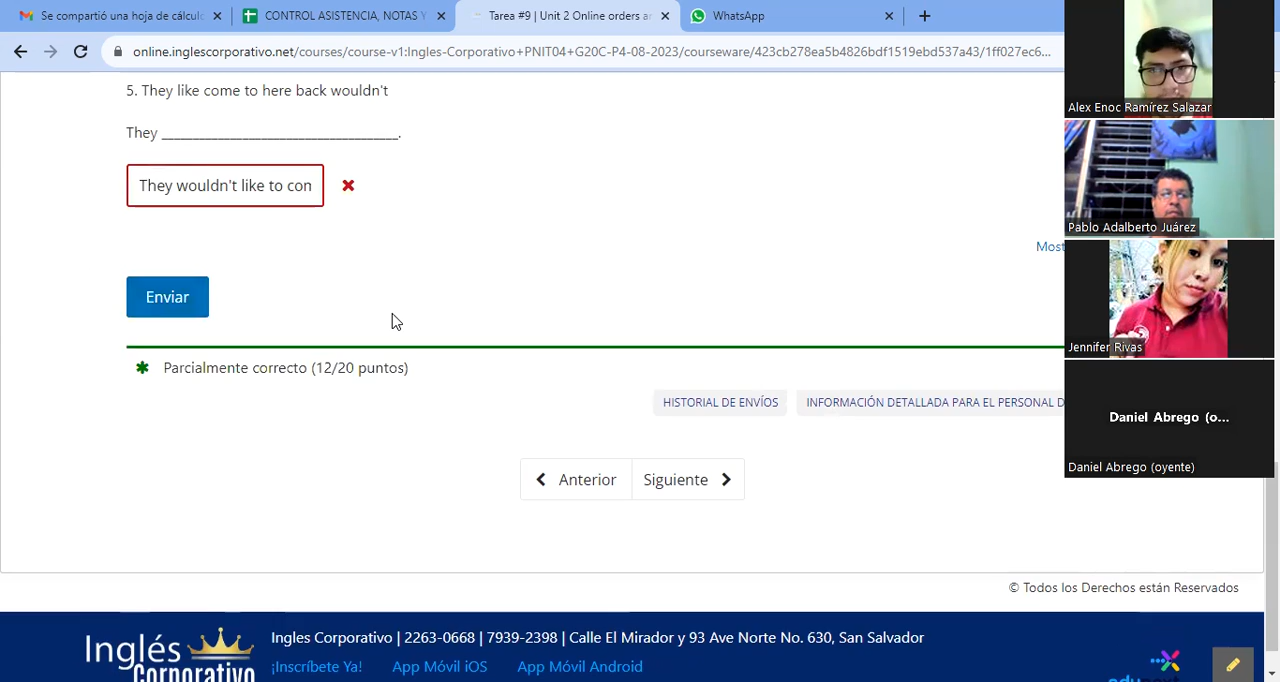 Se compartió una hoja de cálcul
CONTROL ASISTENCIA, NOTAS Y
Tarea #9 | Unit 2 Online orders ar
WhatsApp
online.inglescorporativo.net/courses/course-v1:Ingles-Corporativo+PNIT04+G20C-P4-08-2023/courseware/423cb278ea5b4826bdf1519ebd537a43/1ff027ec6...
5. They like come to here back wouldn't
They ________________________________.
They wouldn't like to con
Most
Enviar
Parcialmente correcto (12/20 puntos)
HISTORIAL DE ENVÍOS
INFORMACIÓN DETALLADA PARA EL PERSONAL D
Anterior
Siguiente
© Todos los Derechos están Reservados
Inglés
Corporativo
Ingles Corporativo | 2263-0668 | 7939-2398 | Calle El Mirador y 93 Ave Norte No. 630, San Salvador
¡Inscríbete Ya!
App Móvil iOS
App Móvil Android
Alex Enoc Ramírez Salazar
Pablo Adalberto Juárez
Jennifer Rivas
Daniel Abrego (o...
Daniel Abrego (oyente)